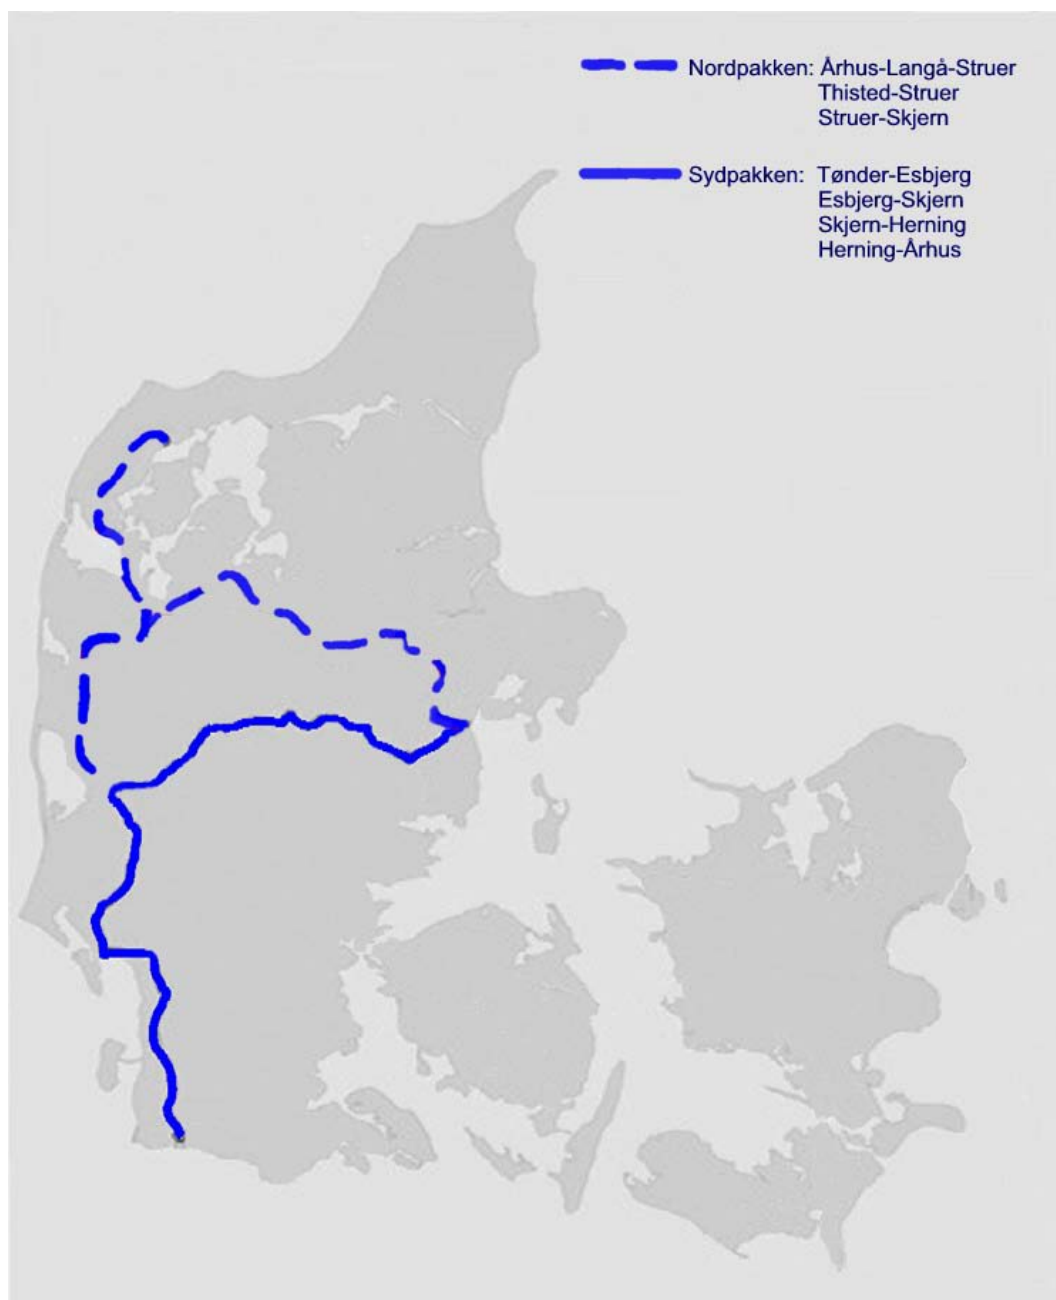 Nordpakken: Århus-Langå-Struer
Thisted-Struer
Struer-Skjern
Sydpakken: Tønder-Esbjerg
Esbjerg-Skjern
Skjern-Herning
Herning-Århus